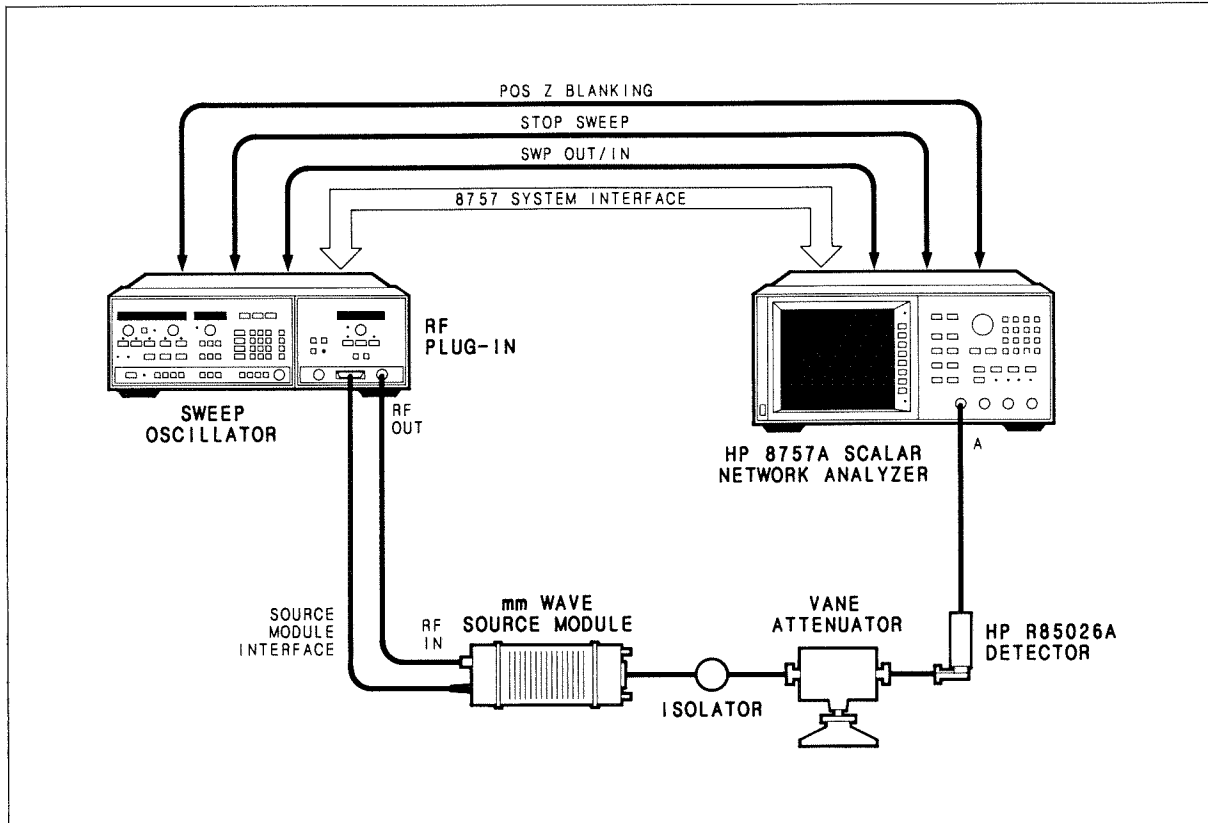 POS Z BLANKING
STOP SWEEP
SWP OUT/IN
8757 SYSTEM INTERFACE
RF
PLUG-IN
SWEEP
OSCILLATOR
RF
OUT
A
HP 8757A SCALAR
NETWORK ANALYZER
SOURCE
MODULE
INTERFACE
RF
IN
mm WAVE
SOURCE MODULE
ISOLATOR
VANE
ATTENUATOR
HP R85026A
DETECTOR